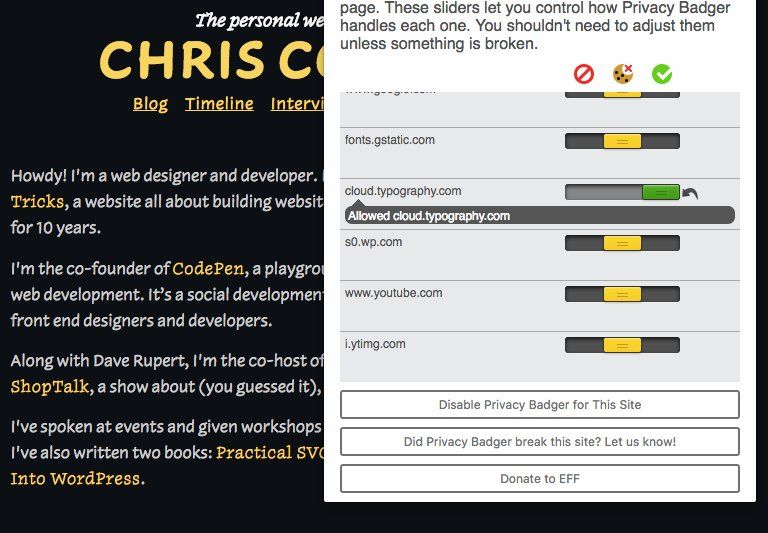 The personal we
CHRIS C
Blog Timeline Intervi
Howdy! I'm a web designer and developer.
Tricks, a website all about building websit
for 10 years.
I'm the co-founder of CodePen, a playgrou
web development. It's a social development
front end designers and developers.
Along with Dave Rupert, I'm the co-host of
ShopTalk, a show about (you guessed it),
I've spoken at events and given workshops
I've also written two books: Practical SVG
Into WordPress.
page. These sliders let you control how Privacy Badger
handles each one. You shouldn't need to adjust them
unless something is broken.
www.google.com
fonts.gstatic.com
cloud.typography.com
Allowed cloud.typography.com
s0.wp.com
www.youtube.com
i.ytimg.com
Disable Privacy Badger for This Site
Did Privacy Badger break this site? Let us know!
Donate to EFF